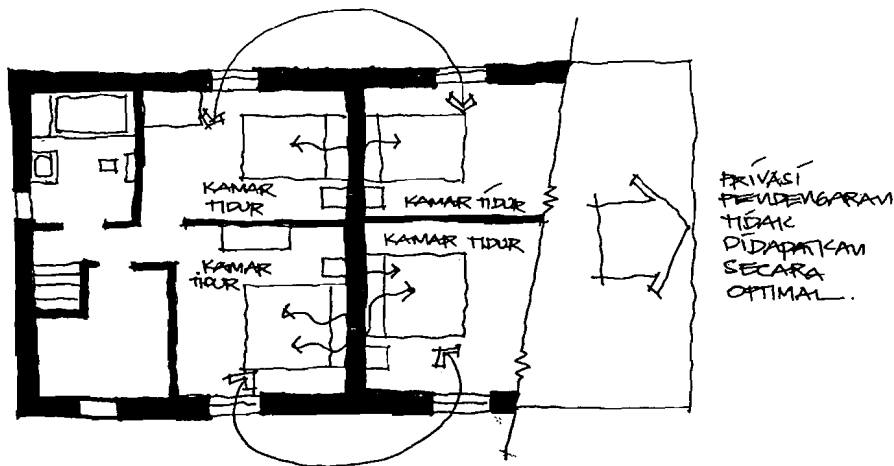 KAMAR
TIDUR
KAMAR TIDUR
KAMAR
TIDUR
KAMAR TIDUR
PRIVASI
PENDENGARAN
TIDAK
DIDAPATKAN
SECARA
OPTIMAL.